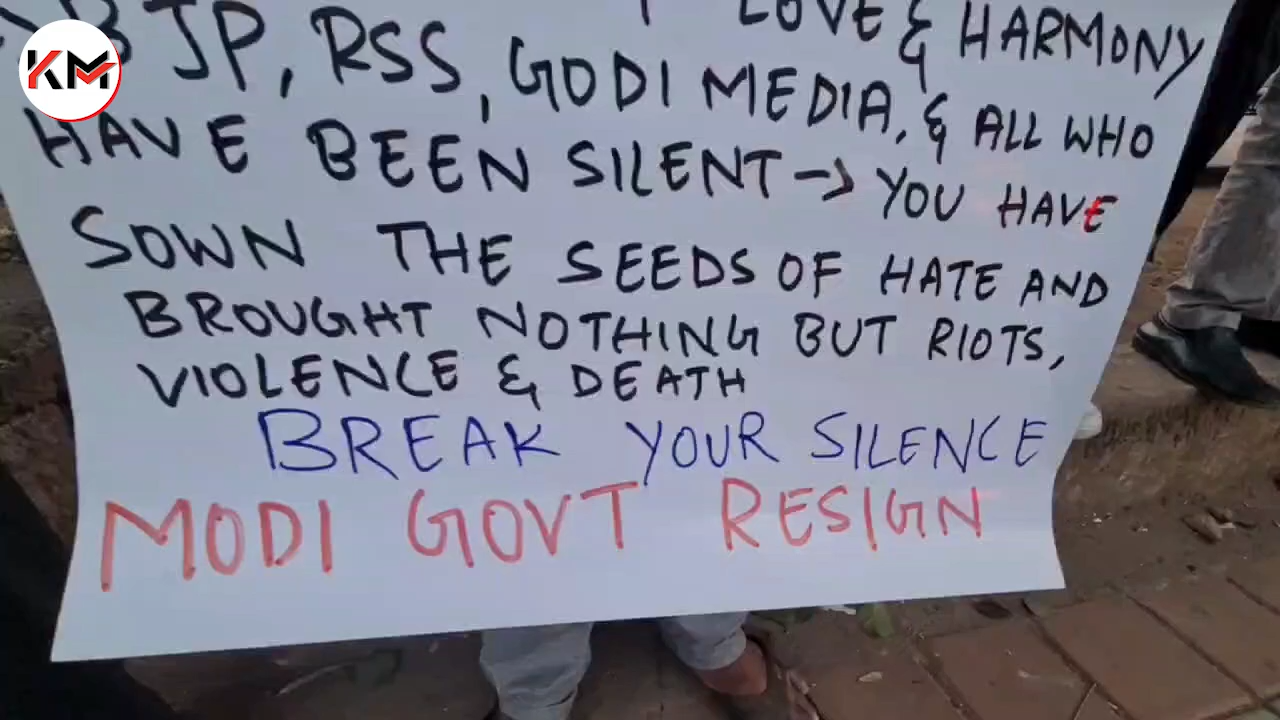 KM
LOVE & HARMONY
BJP, RSS, GODI MEDIA, & ALL WHO
HAVE BEEN SILENT → YOU HAVE
SOWN THE SEEDS OF HATE AND
BROUGHT NOTHING BUT RIOTS,
VIOLENCE & DEATH
BREAK YOUR SILENCE
MODI GOVT RESIGN